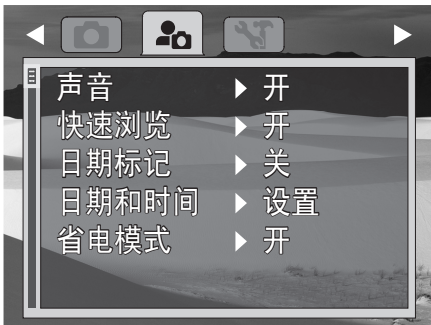 声音 开
快速浏览 开
日期标记 关
日期和时间 设置
省电模式 开